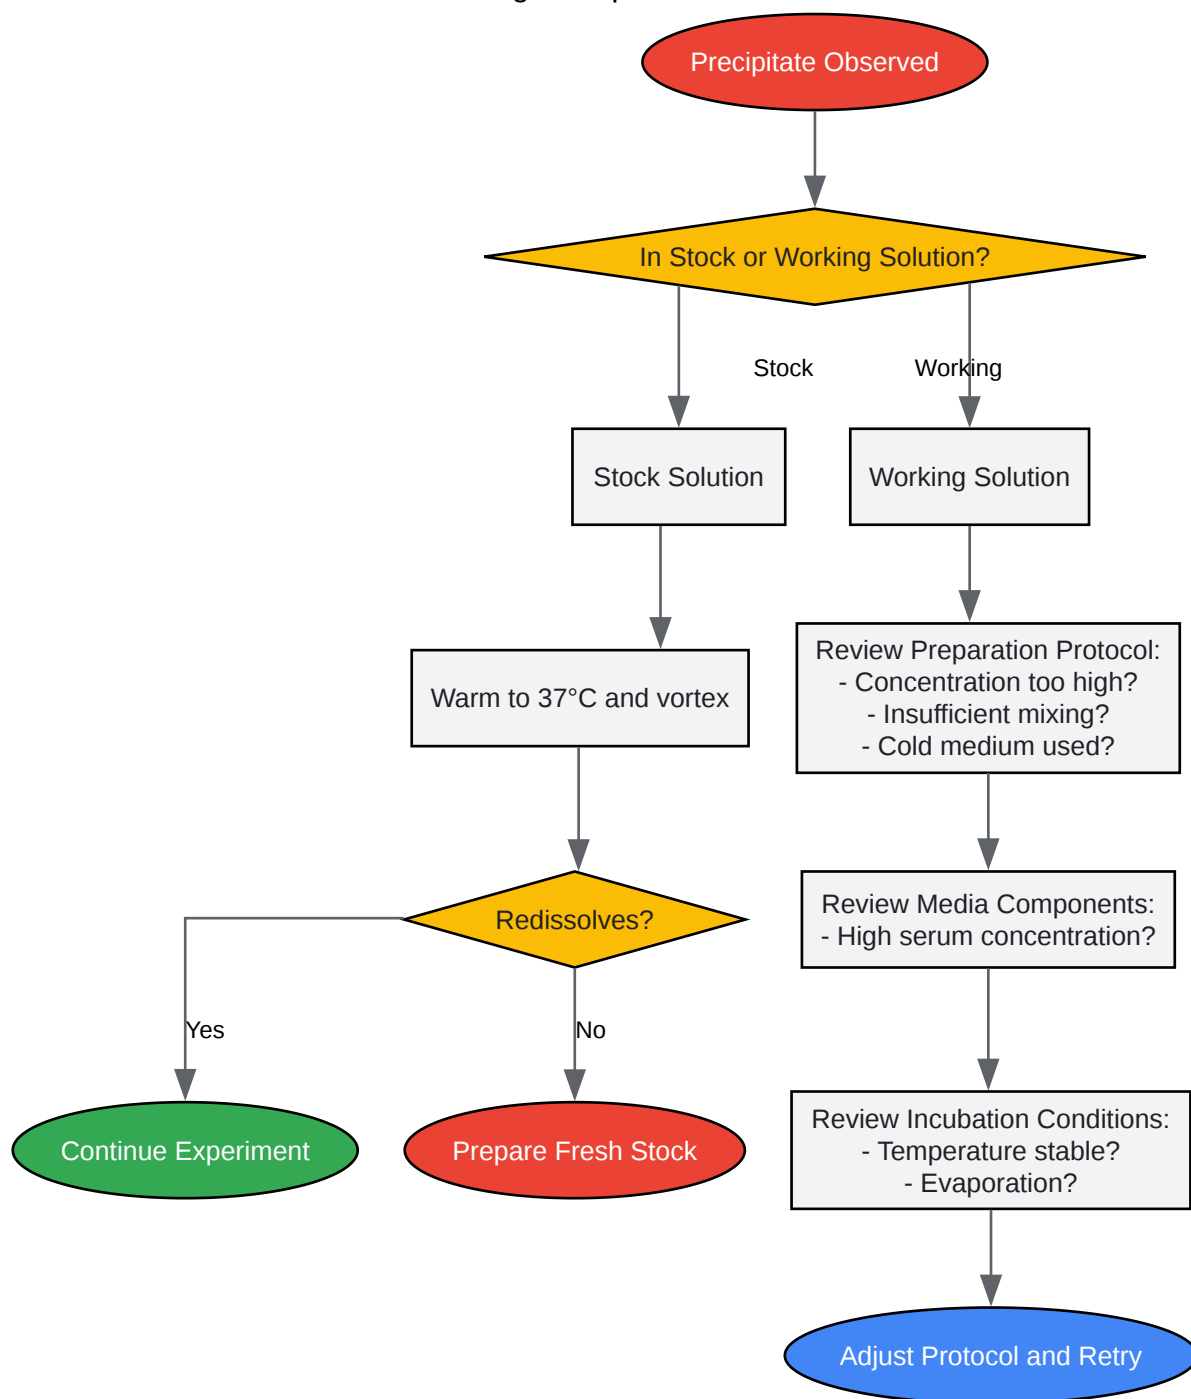 Precipitate Observed
In Stock or Working Solution?
Stock
Working
Stock Solution
Working Solution
Warm to 37°C and vortex
Review Preparation Protocol:
- Concentration too high?
- Insufficient mixing?
- Cold medium used?
Redissolves?
Review Media Components:
- High serum concentration?
Yes
No
Continue Experiment
Prepare Fresh Stock
Review Incubation Conditions:
- Temperature stable?
- Evaporation?
Adjust Protocol and Retry